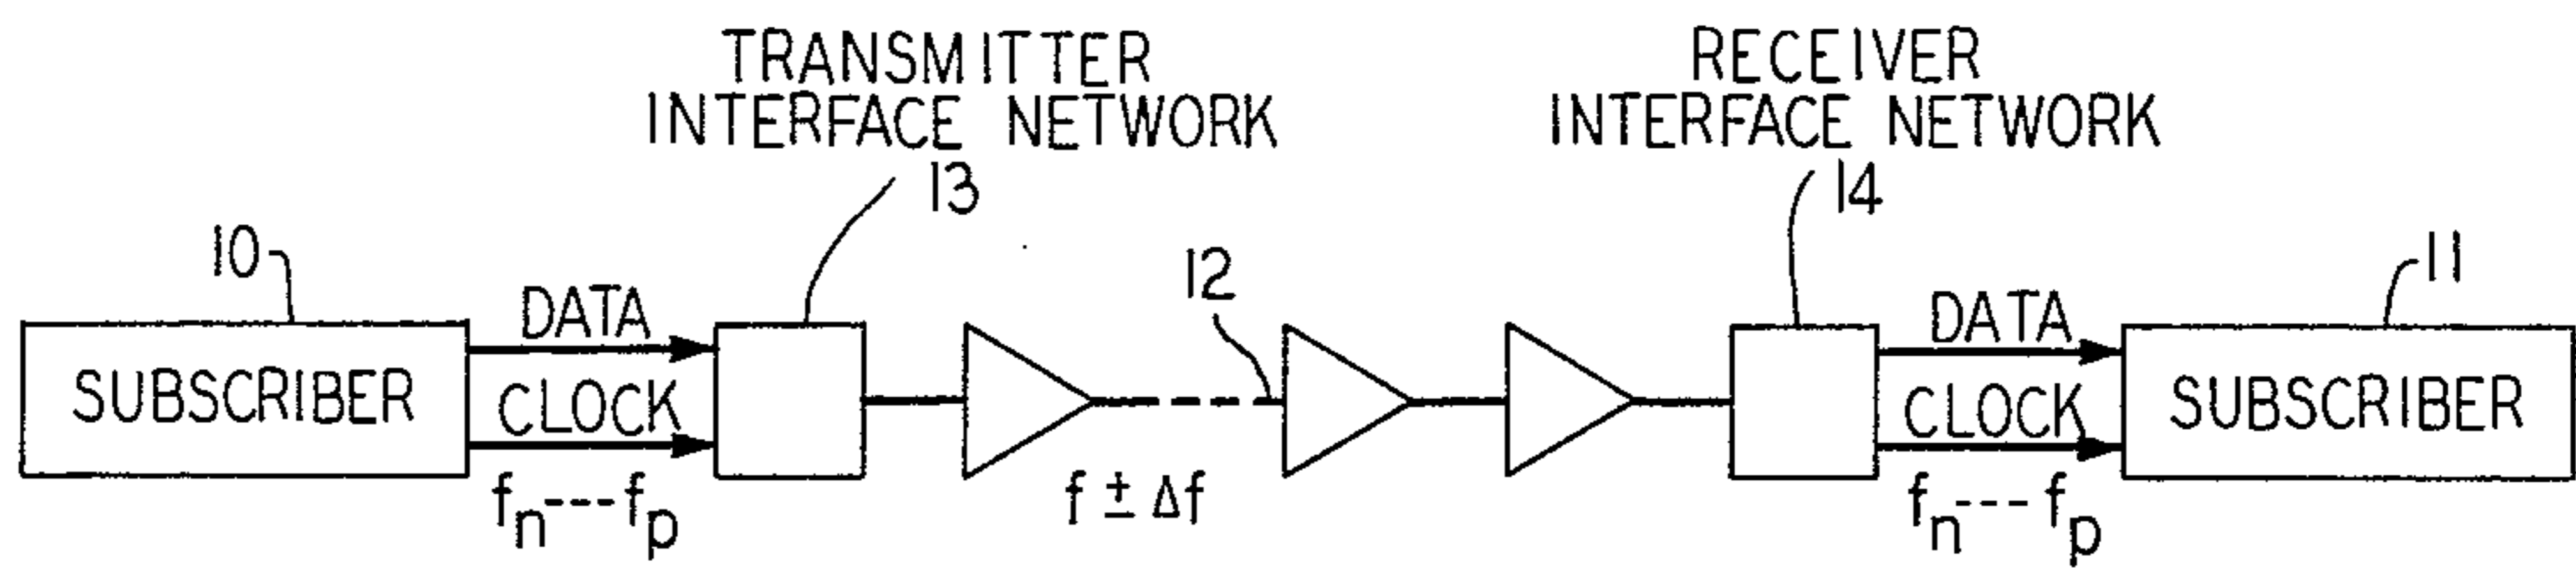 TRANSMITTER
INTERFACE NETWORK
13
RECEIVER
INTERFACE NETWORK
14
10
12
11
DATA
DATA
SUBSCRIBER
CLOCK
CLOCK
SUBSCRIBER
fn---fp
f ± Δf
fn---fp